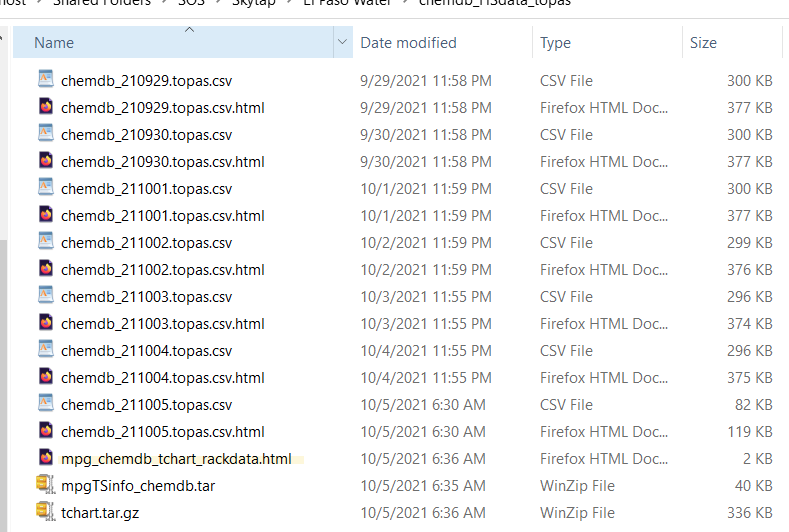 Shared Folders > SOS > Skytap > El Paso Water > chemdb_HSdata_topas
Name Date modified Type Size
chemdb_210929.topas.csv 9/29/2021 11:58 PM CSV File 300 KB
chemdb_210929.topas.csv.html 9/29/2021 11:58 PM Firefox HTML Doc... 377 KB
chemdb_210930.topas.csv 9/30/2021 11:58 PM CSV File 300 KB
chemdb_210930.topas.csv.html 9/30/2021 11:58 PM Firefox HTML Doc... 377 KB
chemdb_211001.topas.csv 10/1/2021 11:59 PM CSV File 300 KB
chemdb_211001.topas.csv.html 10/1/2021 11:59 PM Firefox HTML Doc... 377 KB
chemdb_211002.topas.csv 10/2/2021 11:59 PM CSV File 299 KB
chemdb_211002.topas.csv.html 10/2/2021 11:59 PM Firefox HTML Doc... 376 KB
chemdb_211003.topas.csv 10/3/2021 11:55 PM CSV File 296 KB
chemdb_211003.topas.csv.html 10/3/2021 11:55 PM Firefox HTML Doc... 374 KB
chemdb_211004.topas.csv 10/4/2021 11:55 PM CSV File 296 KB
chemdb_211004.topas.csv.html 10/4/2021 11:55 PM Firefox HTML Doc... 375 KB
chemdb_211005.topas.csv 10/5/2021 6:30 AM CSV File 82 KB
chemdb_211005.topas.csv.html 10/5/2021 6:30 AM Firefox HTML Doc... 119 KB
mpg_chemdb_tchart_rackdata.html 10/5/2021 6:36 AM Firefox HTML Doc... 2 KB
mpgTSinfo_chemdb.tar 10/5/2021 6:35 AM WinZip File 40 KB
tchart.tar.gz 10/5/2021 6:36 AM WinZip File 336 KB